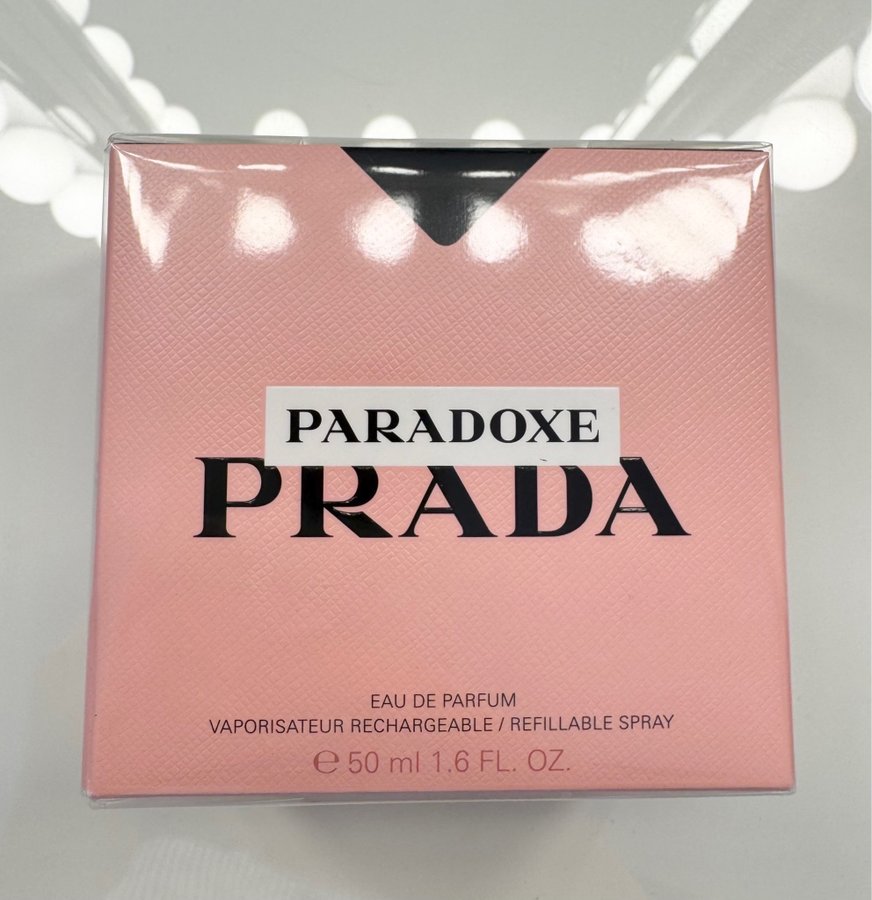 PARADOXE
PRADA
EAU DE PARFUM
VAPORISATEUR RECHARGEABLE / REFILLABLE SPRAY
℮ 50 ml 1.6 FL. OZ.